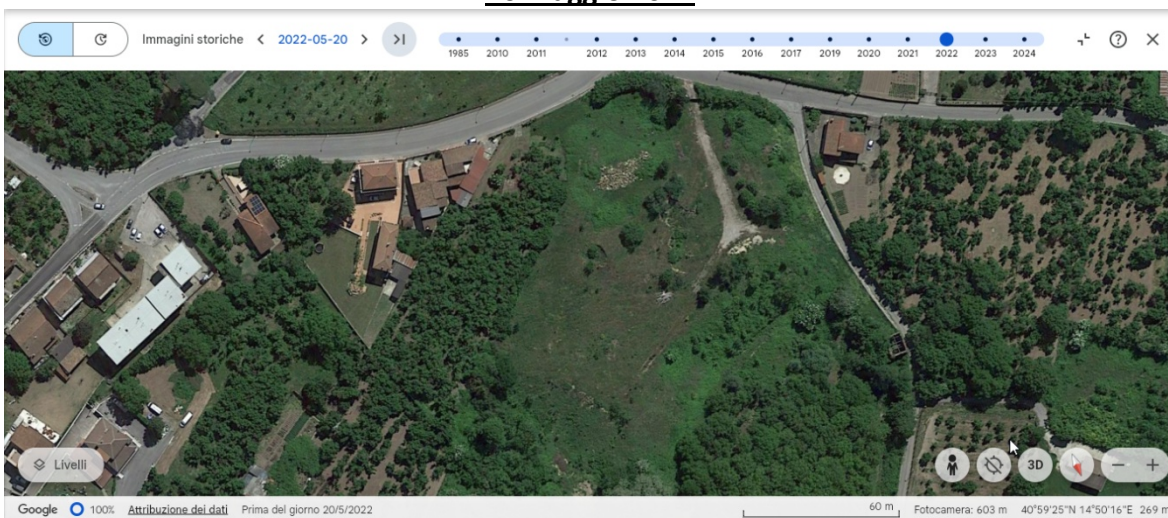 Immagini storiche 2022-05-20
1985 2010 2011 2012 2013 2014 2015 2016 2017 2019 2020 2021 2022 2023 2024
Livelli
3D
Google 100% Attribuzione dei dati Prima del giorno 20/5/2022 60 m Fotocamera: 603 m 40°59'25"N 14°50'16"E 269 m